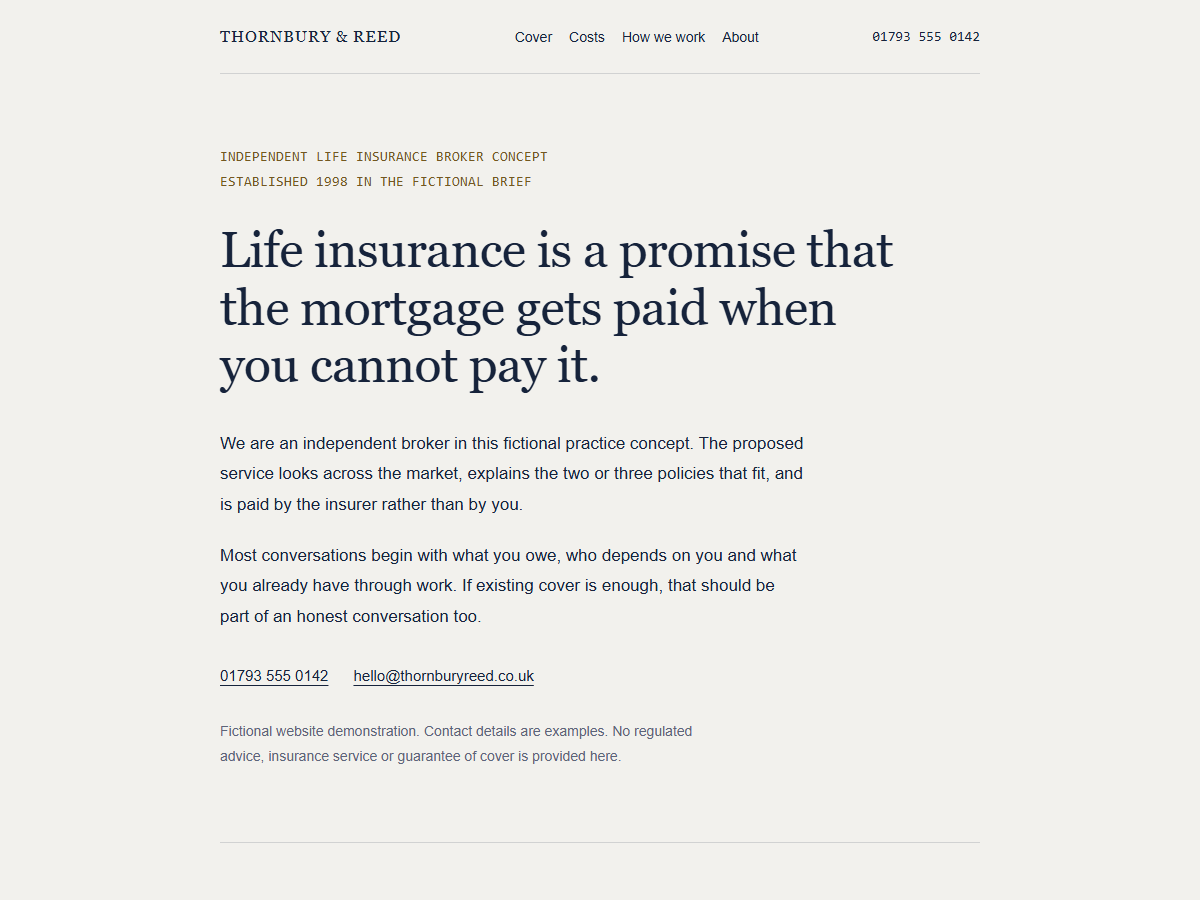 THORNBURY & REED
Cover Costs How we work About
01793 555 0142
INDEPENDENT LIFE INSURANCE BROKER CONCEPT
ESTABLISHED 1998 IN THE FICTIONAL BRIEF
Life insurance is a promise that
the mortgage gets paid when
you cannot pay it.
We are an independent broker in this fictional practice concept. The proposed
service looks across the market, explains the two or three policies that fit, and
is paid by the insurer rather than by you.
Most conversations begin with what you owe, who depends on you and what
you already have through work. If existing cover is enough, that should be
part of an honest conversation too.
01793 555 0142 hello@thornburyreed.co.uk
Fictional website demonstration. Contact details are examples. No regulated
advice, insurance service or guarantee of cover is provided here.